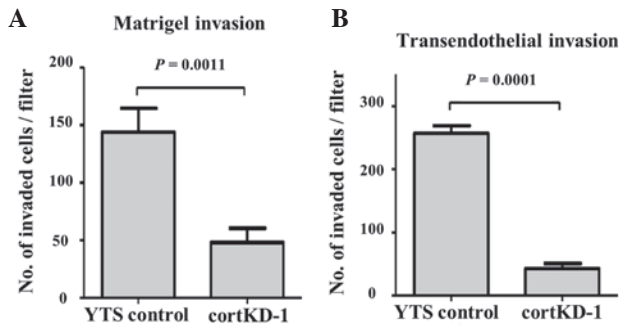 A
Matrigel invasion
No. of invaded cells / filter
200
150
100
50
0
P = 0.0011
YTS control
cortKD-1
B
Transendothelial invasion
No. of invaded cells / filter
300
200
100
0
P = 0.0001
YTS control
cortKD-1